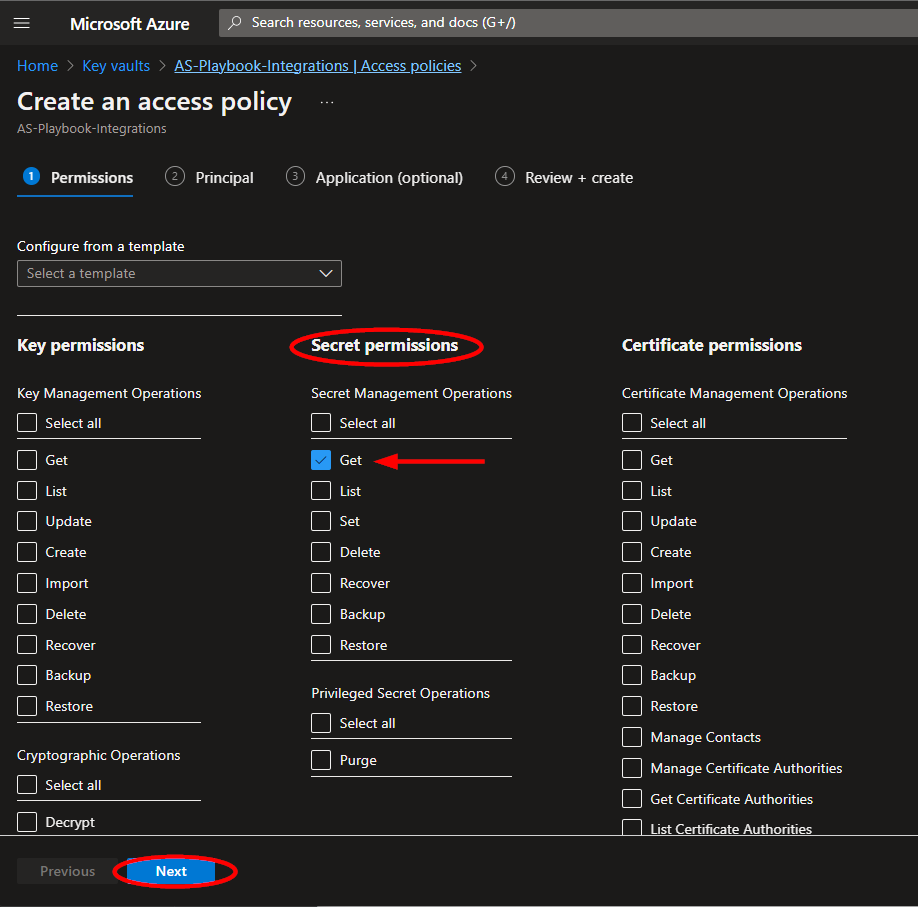 Microsoft Azure
Search resources, services, and docs (G+/)
Home > Key vaults > AS-Playbook-Integrations | Access policies >
Create an access policy ...
AS-Playbook-Integrations
1 Permissions
2 Principal
3 Application (optional)
4 Review + create
Configure from a template
Select a template
Key permissions
Key Management Operations
Select all
Get
List
Update
Create
Import
Delete
Recover
Backup
Restore
Cryptographic Operations
Select all
Decrypt
Secret permissions
Secret Management Operations
Select all
Get
List
Set
Delete
Recover
Backup
Restore
Privileged Secret Operations
Select all
Purge
Certificate permissions
Certificate Management Operations
Select all
Get
List
Update
Create
Import
Delete
Recover
Backup
Restore
Manage Contacts
Manage Certificate Authorities
Get Certificate Authorities
List Certificate Authorities
Previous
Next